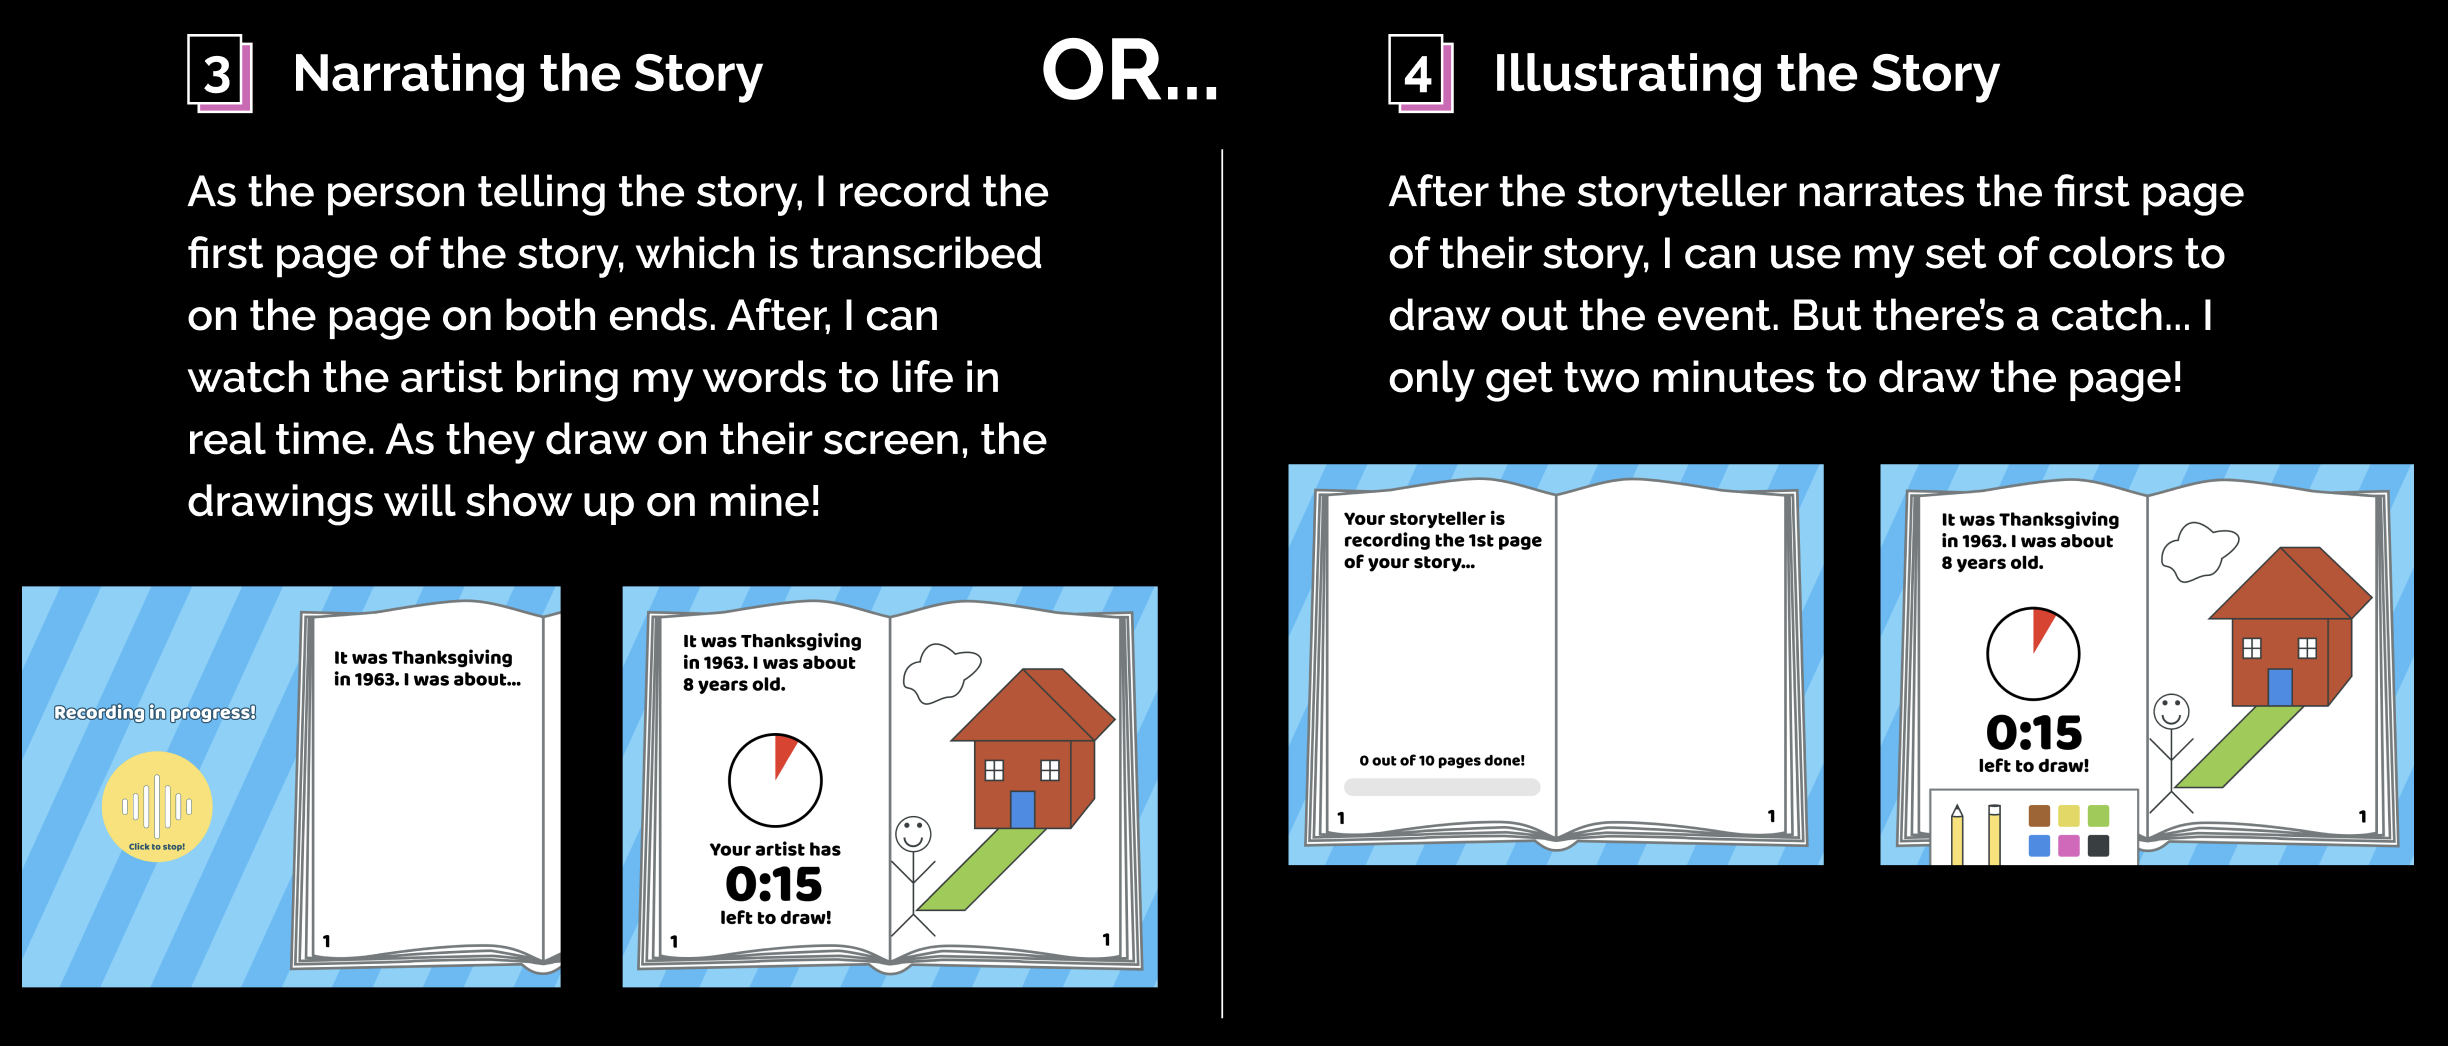 3
Narrating the Story
OR...
As the person telling the story, I record the
first page of the story, which is transcribed
on the page on both ends. After, I can
watch the artist bring my words to life in
real time. As they draw on their screen, the
drawings will show up on mine!
Recording in progress!
Click to stop!
It was Thanksgiving
in 1963. I was about...
1
It was Thanksgiving
in 1963. I was about
8 years old.
Your artist has
0:15
left to draw!
1
1
4
Illustrating the Story
After the storyteller narrates the first page
of their story, I can use my set of colors to
draw out the event. But there's a catch... I
only get two minutes to draw the page!
Your storyteller is
recording the 1st page
of your story...
0 out of 10 pages done!
1
1
It was Thanksgiving
in 1963. I was about
8 years old.
0:15
left to draw!
1